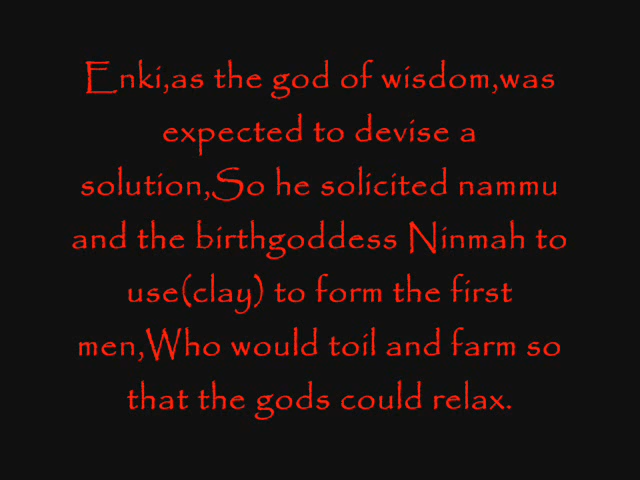 Enki,as the god of wisdom,was
expected to devise a
solution,So he solicited nammu
and the birthgoddess Ninmah to
use(clay) to form the first
men,Who would toil and farm so
that the gods could relax.